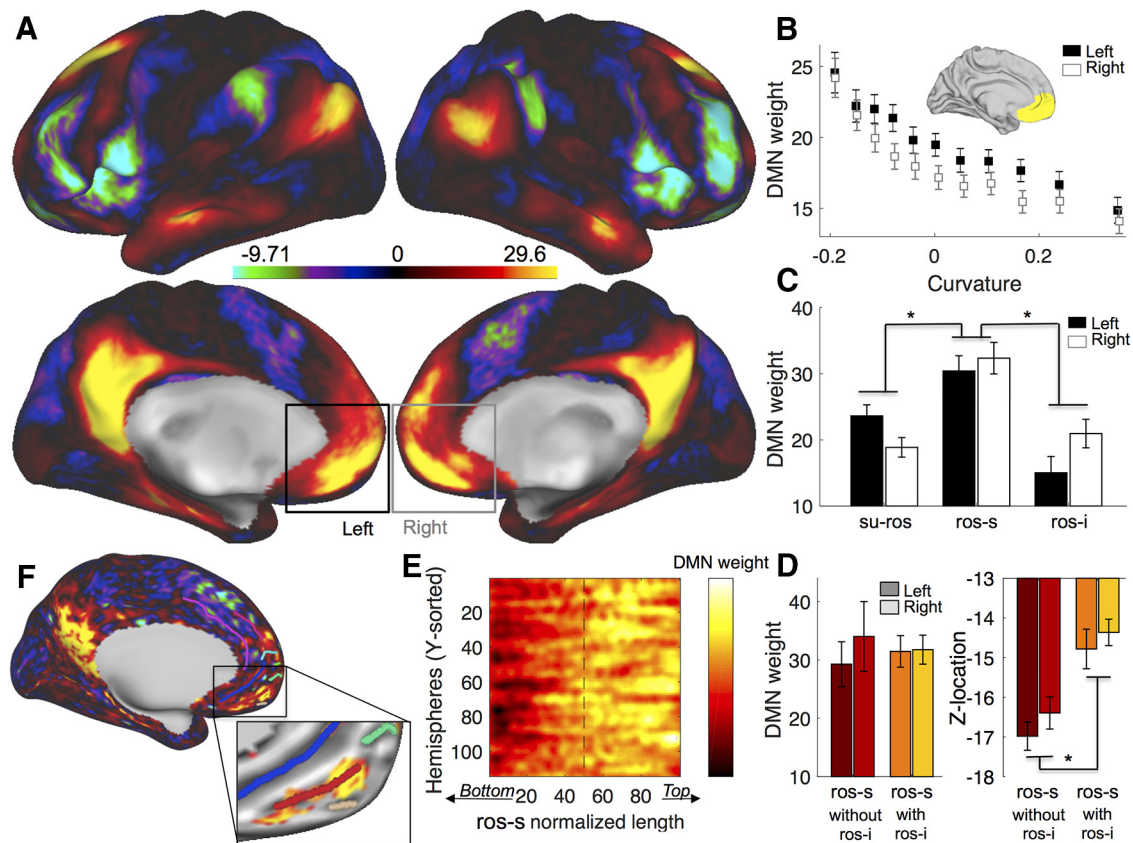 A
-9.71 0 29.6
Left Right
B
DMN weight
25
20
15
-0.2 0 0.2
Curvature
Left
Right
C
DMN weight
40
30
20
10
* *
Left
Right
su-ros ros-s ros-i
F
E
DMN weight
Hemispheres (Y-sorted)
20
40
60
80
100
Bottom 20 40 60 80 Top
ros-s normalized length
D
DMN weight
40
30
20
10
Left
Right
ros-s ros-s
without with
ros-i ros-i
Z-location
-13
-14
-15
-16
-17
-18
*
ros-s ros-s
without with
ros-i ros-i